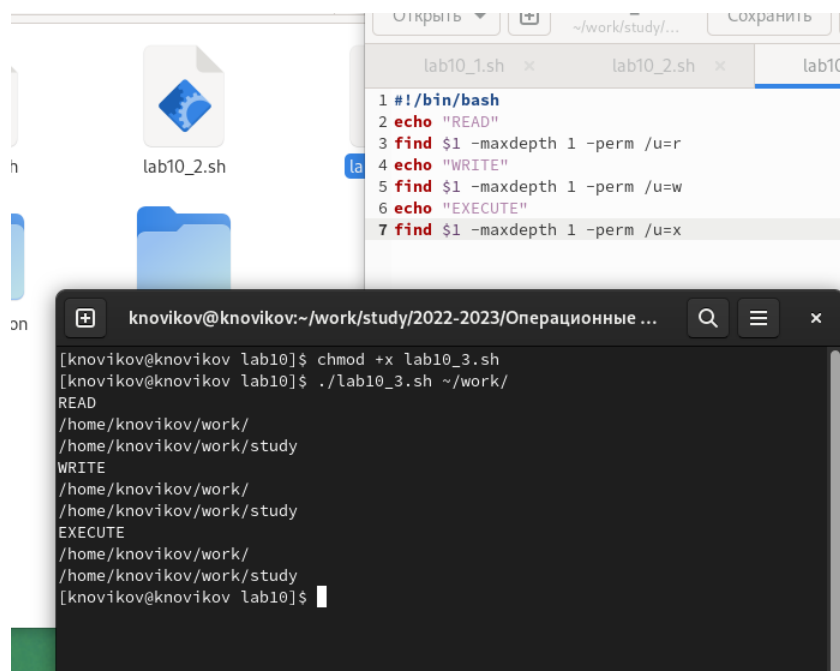 Открыть
~/work/study/...
Сохранить
lab10_1.sh ×
lab10_2.sh ×
lab10
h
lab10_2.sh
la
on
1 #!/bin/bash
2 echo "READ"
3 find $1 -maxdepth 1 -perm /u=r
4 echo "WRITE"
5 find $1 -maxdepth 1 -perm /u=w
6 echo "EXECUTE"
7 find $1 -maxdepth 1 -perm /u=x
knovikov@knovikov:~/work/study/2022-2023/Операционные ...
[knovikov@knovikov lab10]$ chmod +x lab10_3.sh
[knovikov@knovikov lab10]$ ./lab10_3.sh ~/work/
READ
/home/knovikov/work/
/home/knovikov/work/study
WRITE
/home/knovikov/work/
/home/knovikov/work/study
EXECUTE
/home/knovikov/work/
/home/knovikov/work/study
[knovikov@knovikov lab10]$